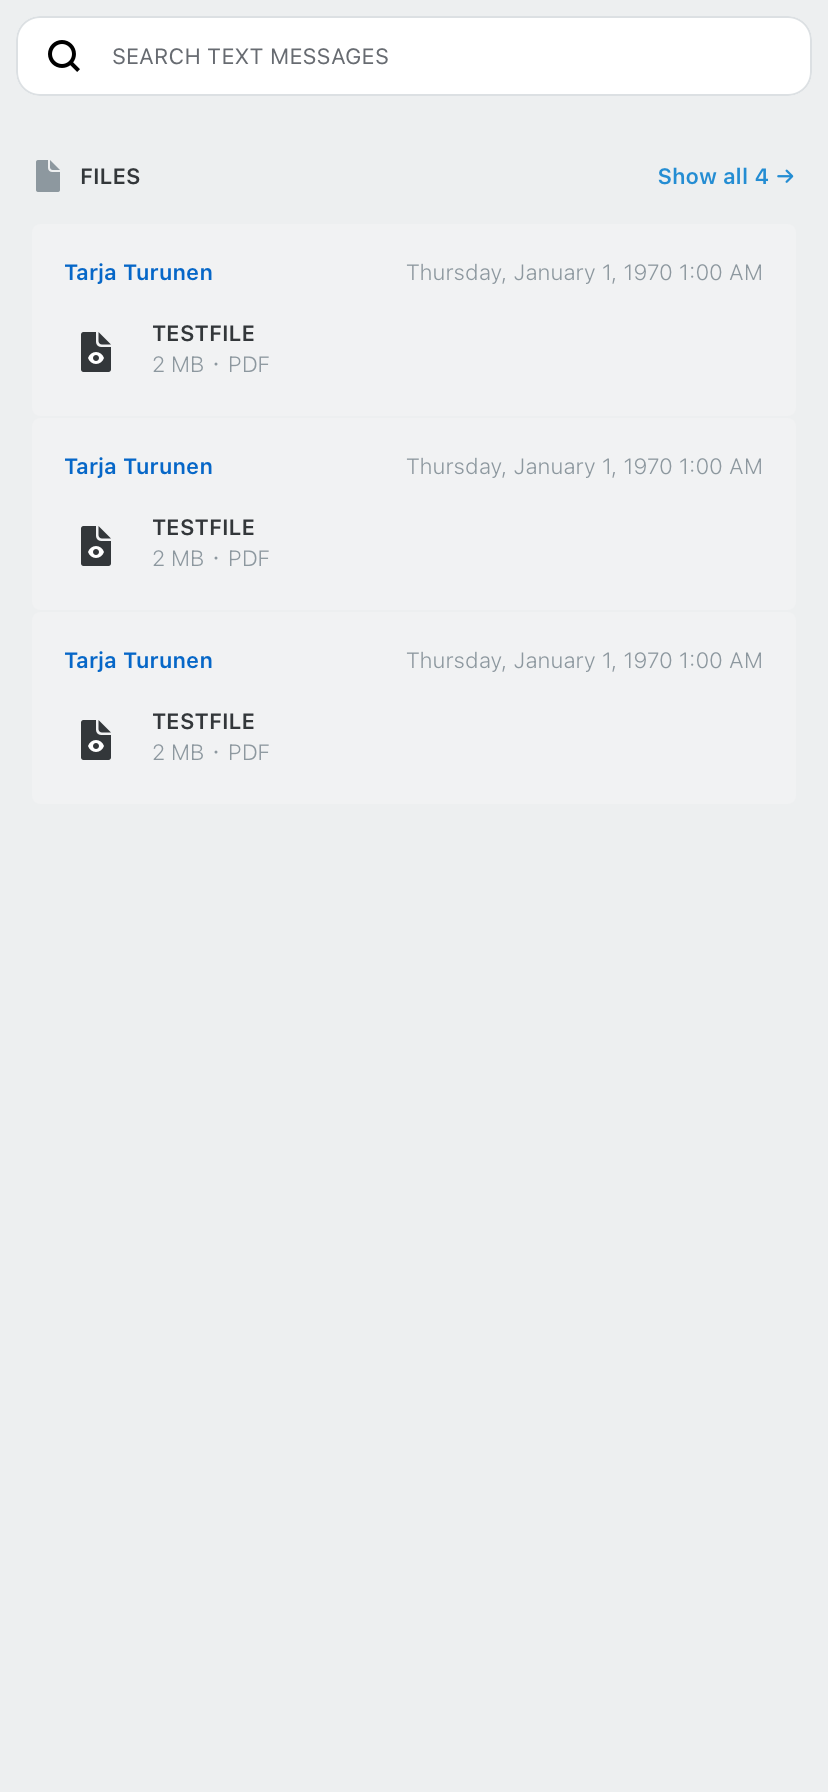 SEARCH TEXT MESSAGES
FILES Show all 4 →
Tarja Turunen Thursday, January 1, 1970 1:00 AM
TESTFILE
2 MB · PDF
Tarja Turunen Thursday, January 1, 1970 1:00 AM
TESTFILE
2 MB · PDF
Tarja Turunen Thursday, January 1, 1970 1:00 AM
TESTFILE
2 MB · PDF